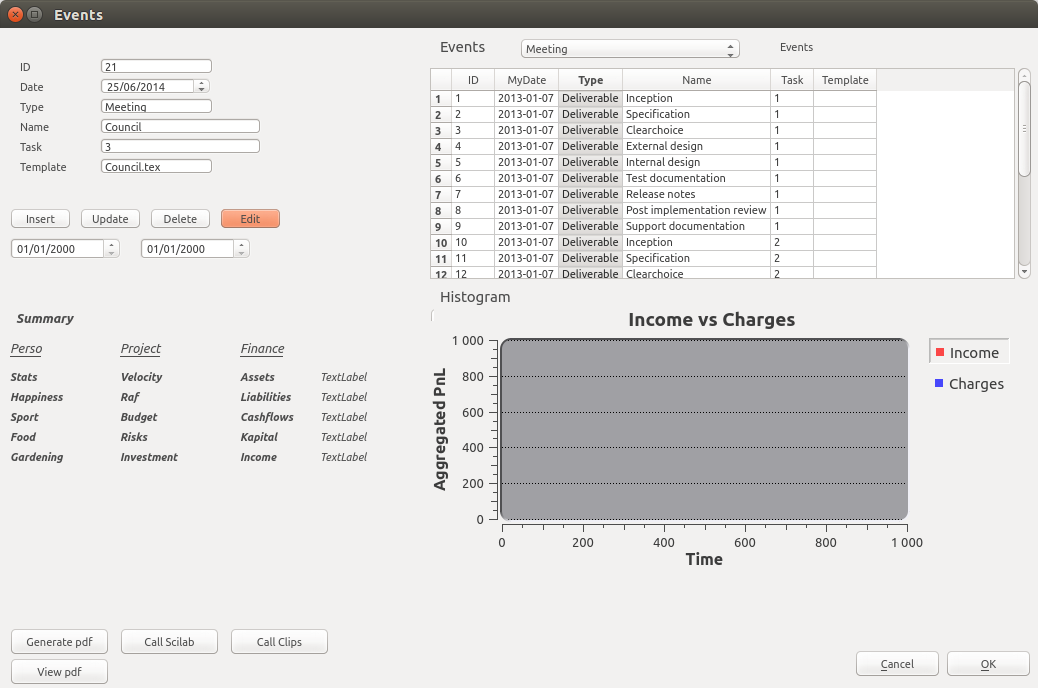 Events
ID 21
Date 25/06/2014
Type Meeting
Name Council
Task 3
Template Council.tex
Insert Update Delete Edit
01/01/2000 01/01/2000
Summary
Perso Project Finance
Stats Velocity Assets TextLabel
Happiness Raf Liabilities TextLabel
Sport Budget Cashflows TextLabel
Food Risks Kapital TextLabel
Gardening Investment Income TextLabel
Generate pdf Call Scilab Call Clips
View pdf
Events Meeting Events
ID MyDate Type Name Task Template
1 1 2013-01-07 Deliverable Inception 1
2 2 2013-01-07 Deliverable Specification 1
3 3 2013-01-07 Deliverable Clearchoice 1
4 4 2013-01-07 Deliverable External design 1
5 5 2013-01-07 Deliverable Internal design 1
6 6 2013-01-07 Deliverable Test documentation 1
7 7 2013-01-07 Deliverable Release notes 1
8 8 2013-01-07 Deliverable Post implementation review 1
9 9 2013-01-07 Deliverable Support documentation 1
10 10 2013-01-07 Deliverable Inception 2
11 11 2013-01-07 Deliverable Specification 2
12 12 2013-01-07 Deliverable Clearchoice 2
Histogram
Income vs Charges
Aggregated PnL
1 000
800
600
400
200
0
0 200 400 600 800 1 000
Time
Income
Charges
Cancel OK